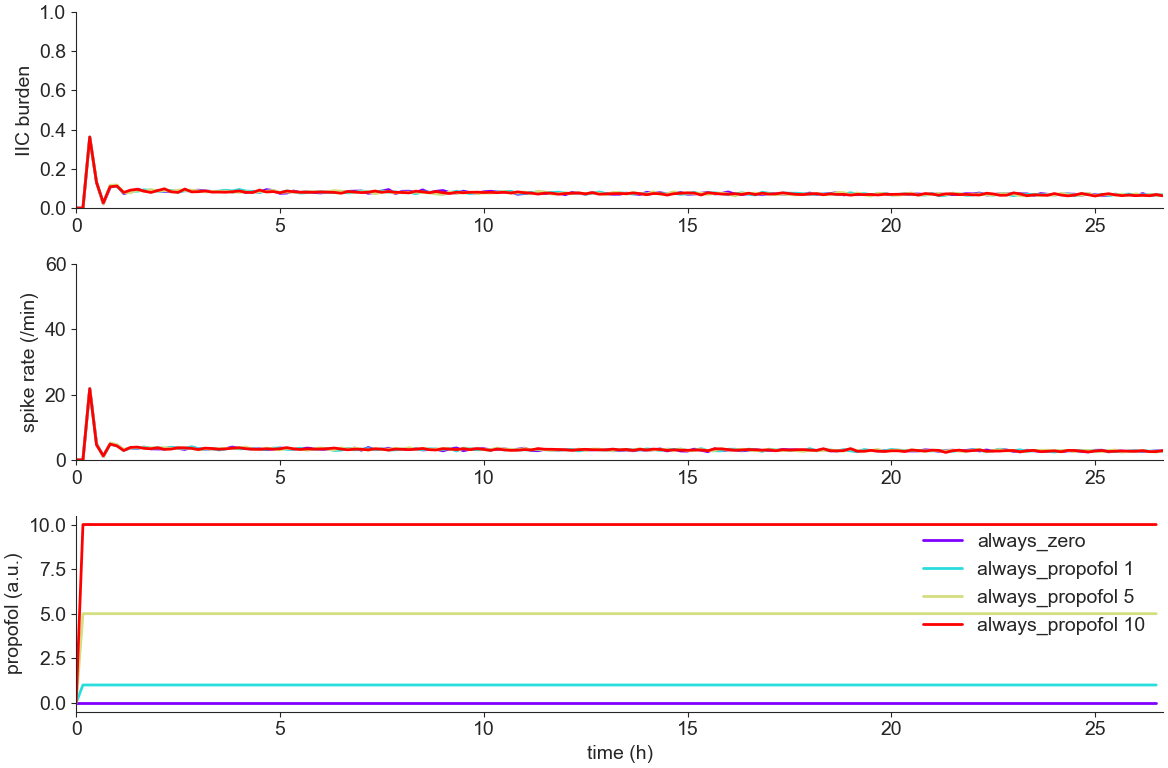 1.0
0.8
0.6
0.4
0.2
0.0
IIC burden
0 5 10 15 20 25
60
40
20
0
spike rate (/min)
0 5 10 15 20 25
10.0
7.5
5.0
2.5
0.0
propofol (a.u.)
always_zero
always_propofol 1
always_propofol 5
always_propofol 10
0 5 10 15 20 25
time (h)